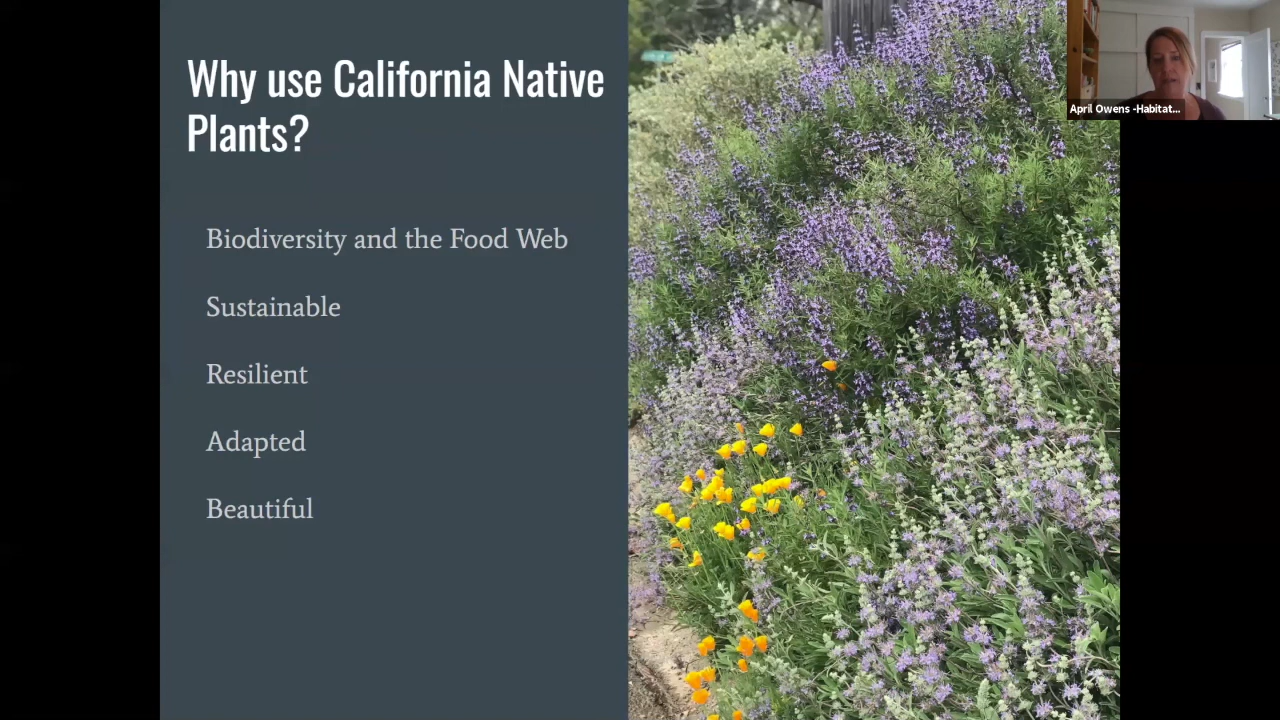 Why use California Native
Plants?
Biodiversity and the Food Web
Sustainable
Resilient
Adapted
Beautiful
April Owens -Habitat...